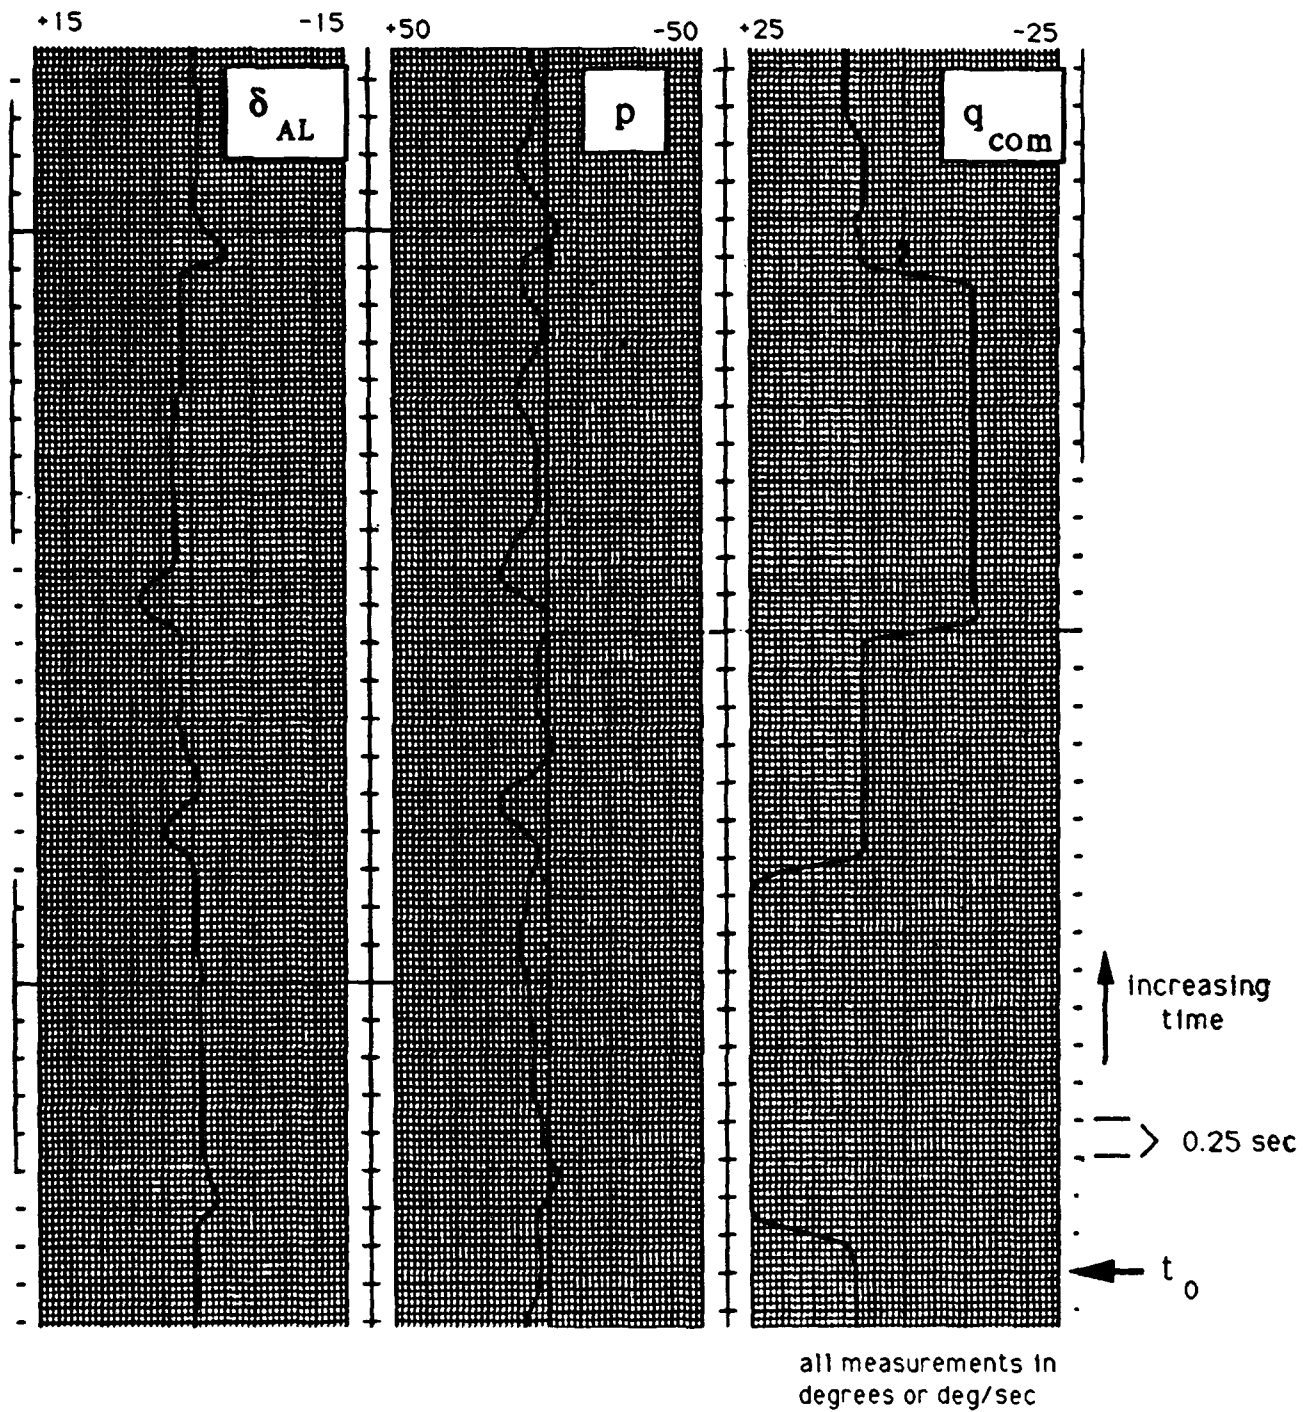 +15 -15 +50 -50 +25 -25
δ AL p q com
increasing
time
0.25 sec
t 0
all measurements in
degrees or deg/sec